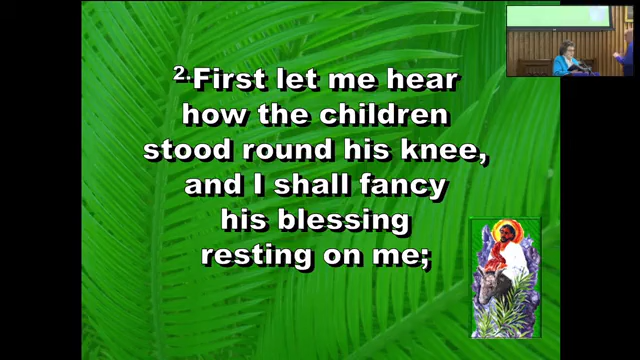 2.First let me hear
how the children
stood round his knee,
and I shall fancy
his blessing
resting on me;